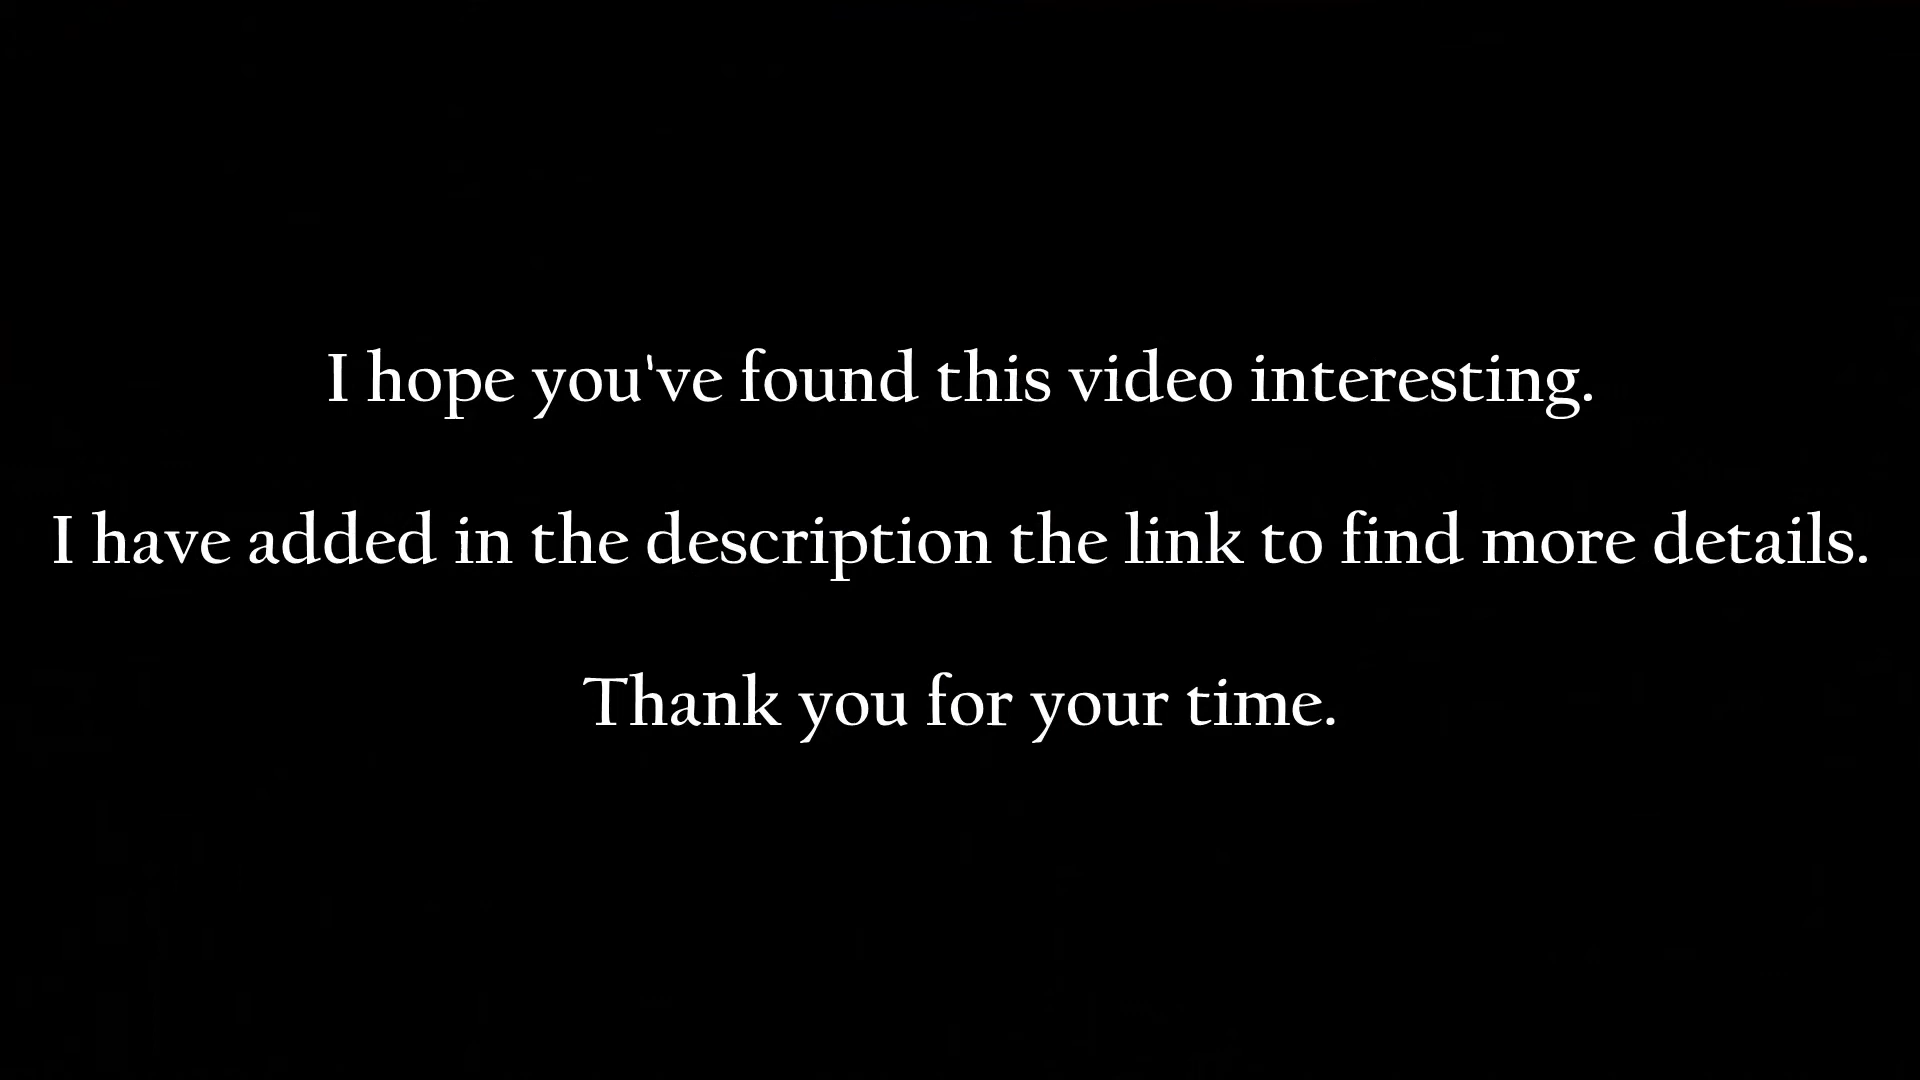 I hope you've found this video interesting.
I have added in the description the link to find more details.
Thank you for your time.